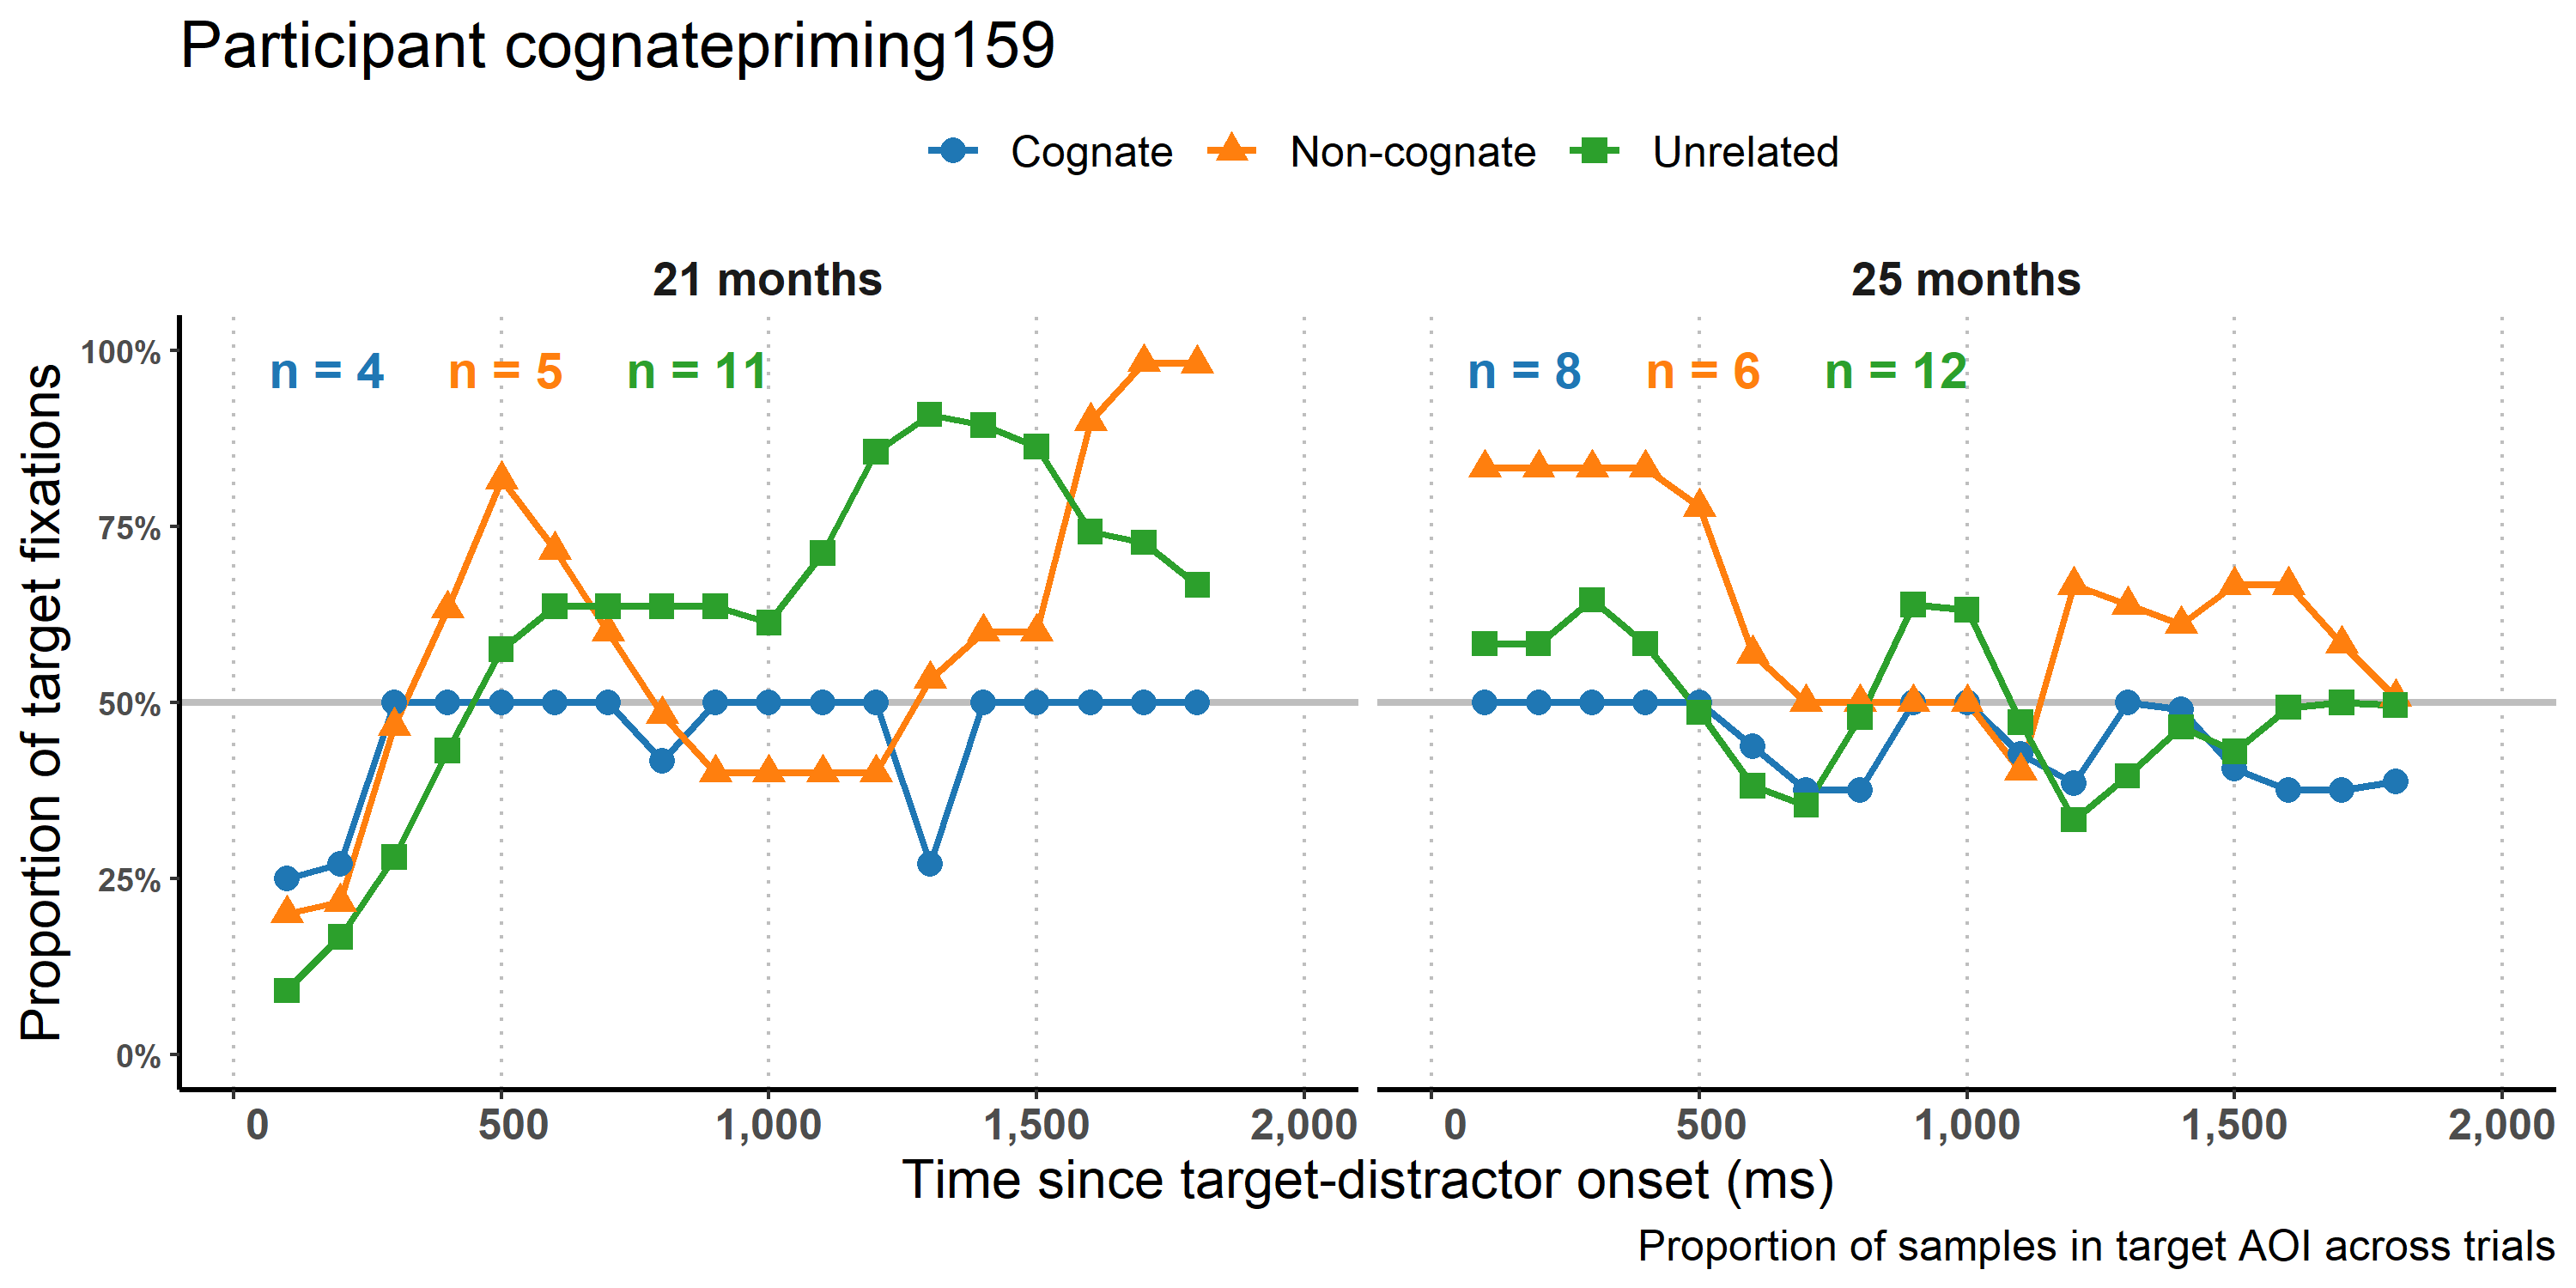 Participant cognatepriming159
Cognate Non-cognate Unrelated
21 months
25 months
n = 4 n = 5 n = 11
n = 8 n = 6 n = 12
100%
75%
50%
25%
0%
Proportion of target fixations
0 500 1,000 1,500 2,000
0 500 1,000 1,500 2,000
Time since target-distractor onset (ms)
Proportion of samples in target AOI across trials